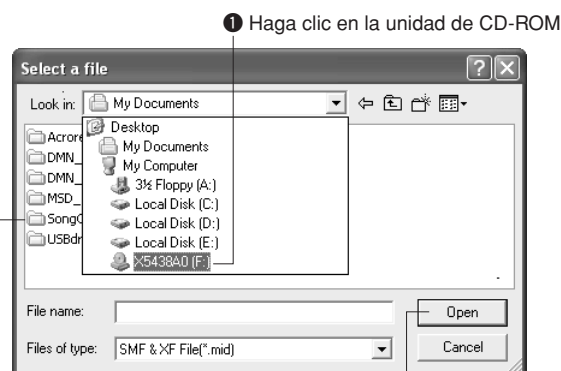 ❶ Haga clic en la unidad de CD-ROM
Select a file
Look in: My Documents
Desktop
My Documents
My Computer
3½ Floppy (A:)
Local Disk (C:)
Local Disk (D:)
Local Disk (E:)
X5438A0 (F:)
Acrore
DMN_
DMN_
MSD_
SongC
USBdr
File name:
Open
Files of type: SMF & XF File(*.mid)
Cancel